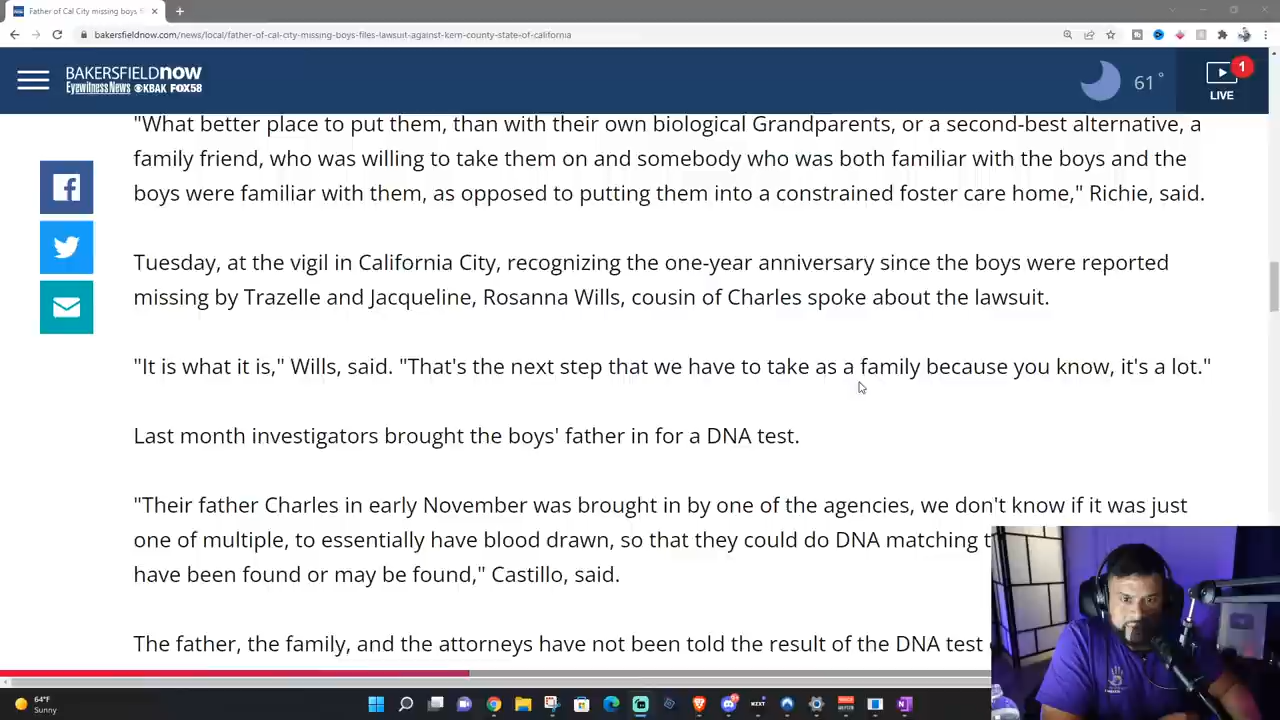 Father of Cal City missing boys f
bakersfieldnow.com/news/local/father-of-cal-city-missing-boys-files-lawsuit-against-kern-county-state-of-california
BAKERSFIELDnow
EyewitnessNews KBAK FOX58
61°
1
LIVE
"What better place to put them, than with their own biological Grandparents, or a second-best alternative, a
family friend, who was willing to take them on and somebody who was both familiar with the boys and the
boys were familiar with them, as opposed to putting them into a constrained foster care home," Richie, said.
Tuesday, at the vigil in California City, recognizing the one-year anniversary since the boys were reported
missing by Trazelle and Jacqueline, Rosanna Wills, cousin of Charles spoke about the lawsuit.
"It is what it is," Wills, said. "That's the next step that we have to take as a family because you know, it's a lot."
Last month investigators brought the boys' father in for a DNA test.
"Their father Charles in early November was brought in by one of the agencies, we don't know if it was just
one of multiple, to essentially have blood drawn, so that they could do DNA matching
have been found or may be found," Castillo, said.
The father, the family, and the attorneys have not been told the result of the DNA test
64°F
Sunny